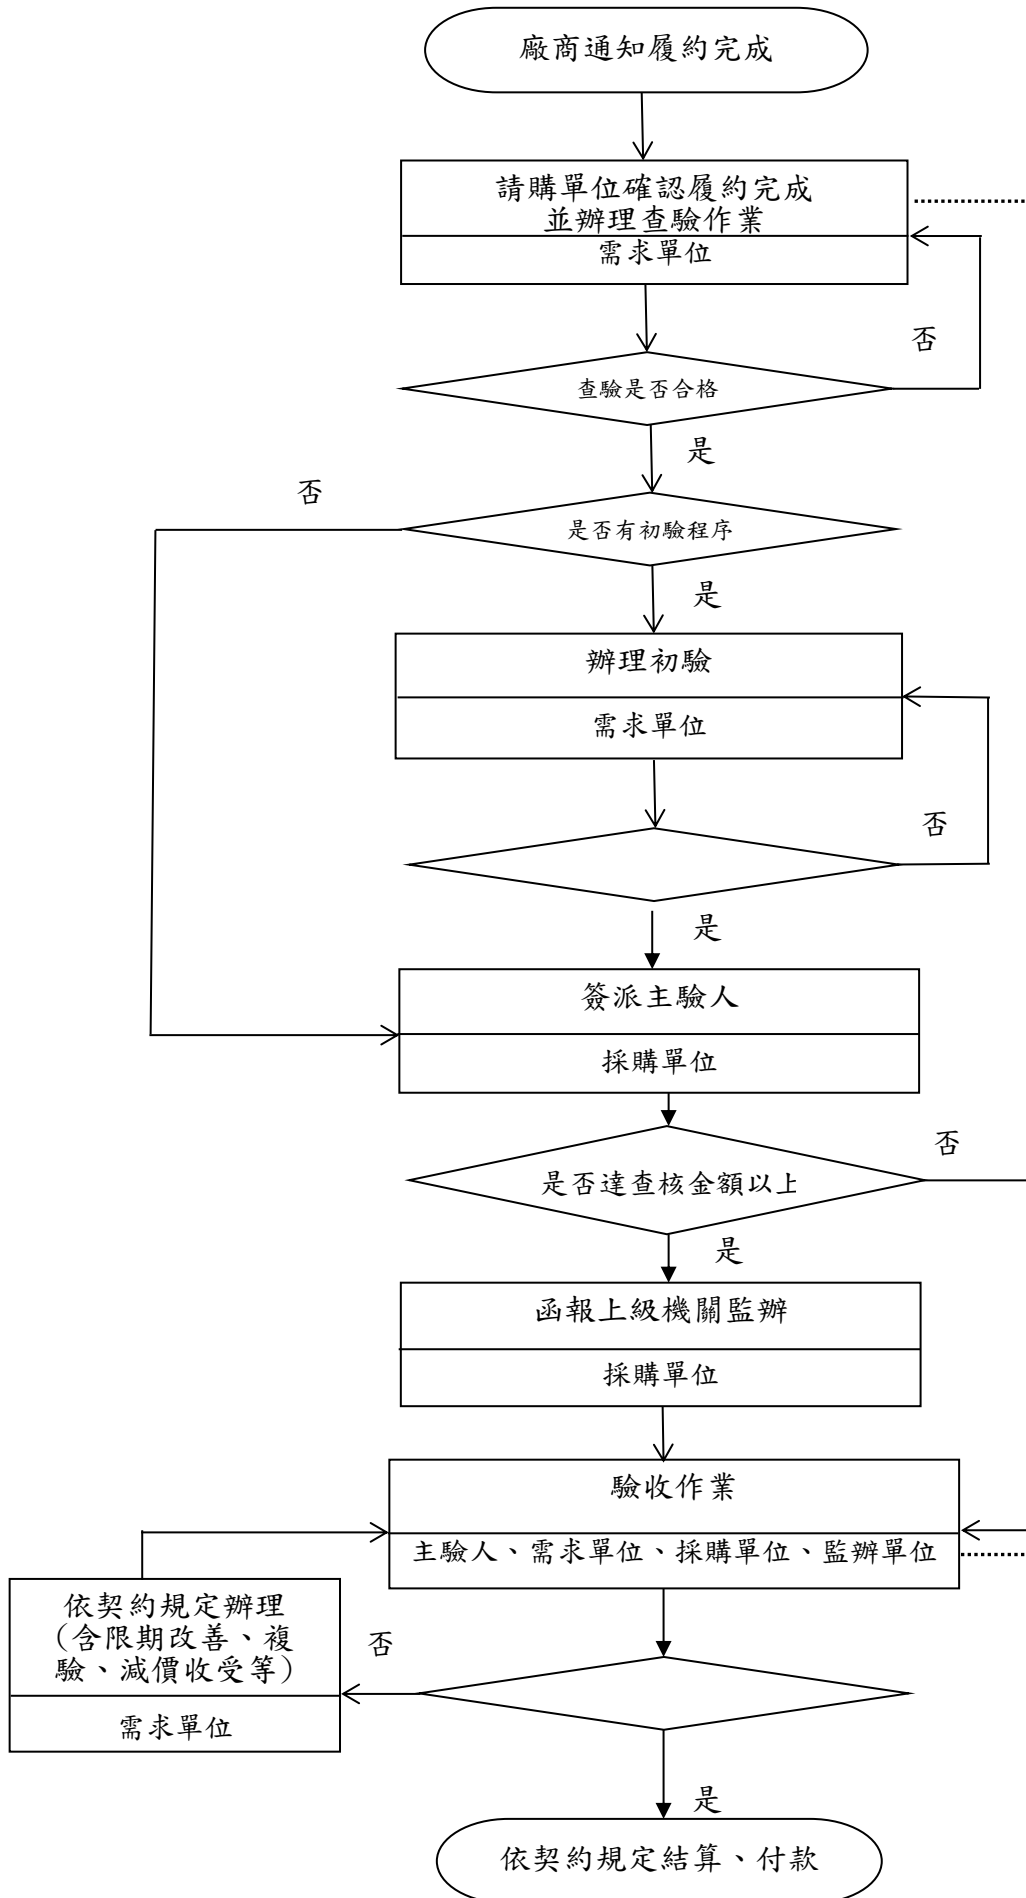 廠商通知履約完成
請購單位確認履約完成
並辦理查驗作業
需求單位
否
查驗是否合格
是
否
是否有初驗程序
是
辦理初驗
需求單位
否
是
簽派主驗人
採購單位
否
是否達查核金額以上
是
函報上級機關監辦
採購單位
驗收作業
主驗人、需求單位、採購單位、監辦單位
依契約規定辦理
（含限期改善、複
驗、減價收受等）
否
需求單位
是
依契約規定結算、付款